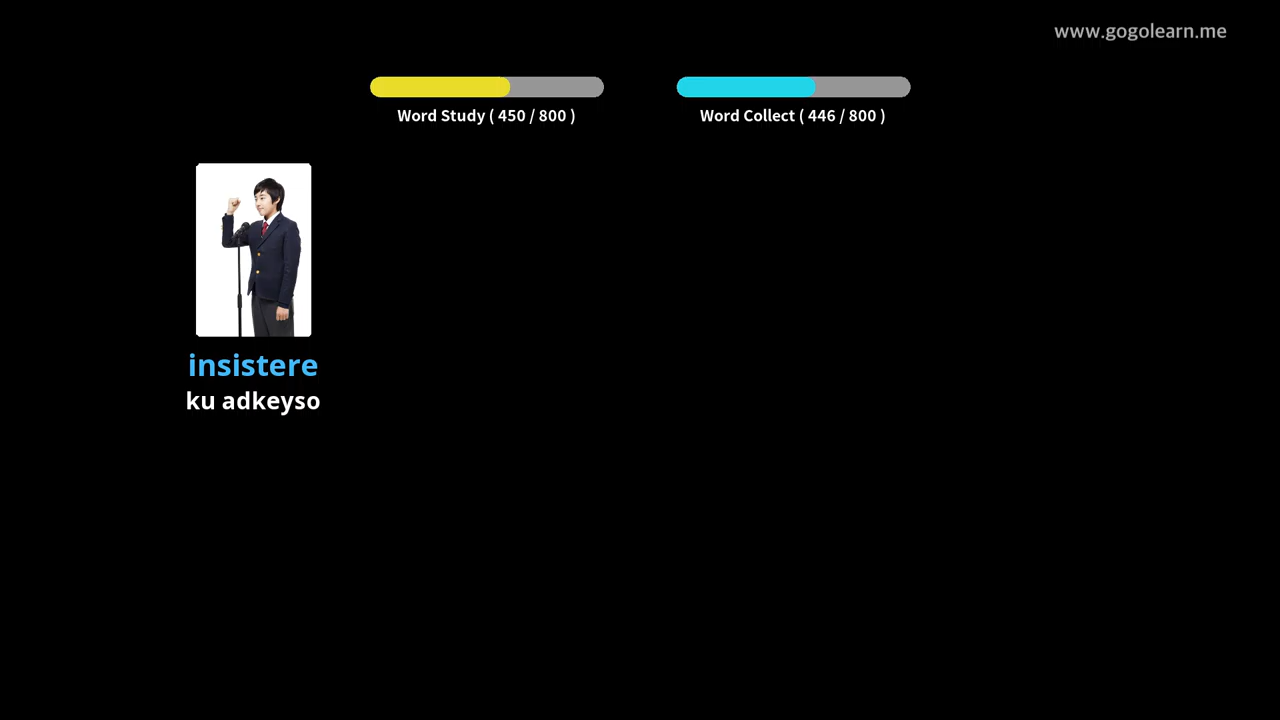 www.gogolearn.me
Word Study ( 450 / 800 )
Word Collect ( 446 / 800 )
insistere
ku adkeyso